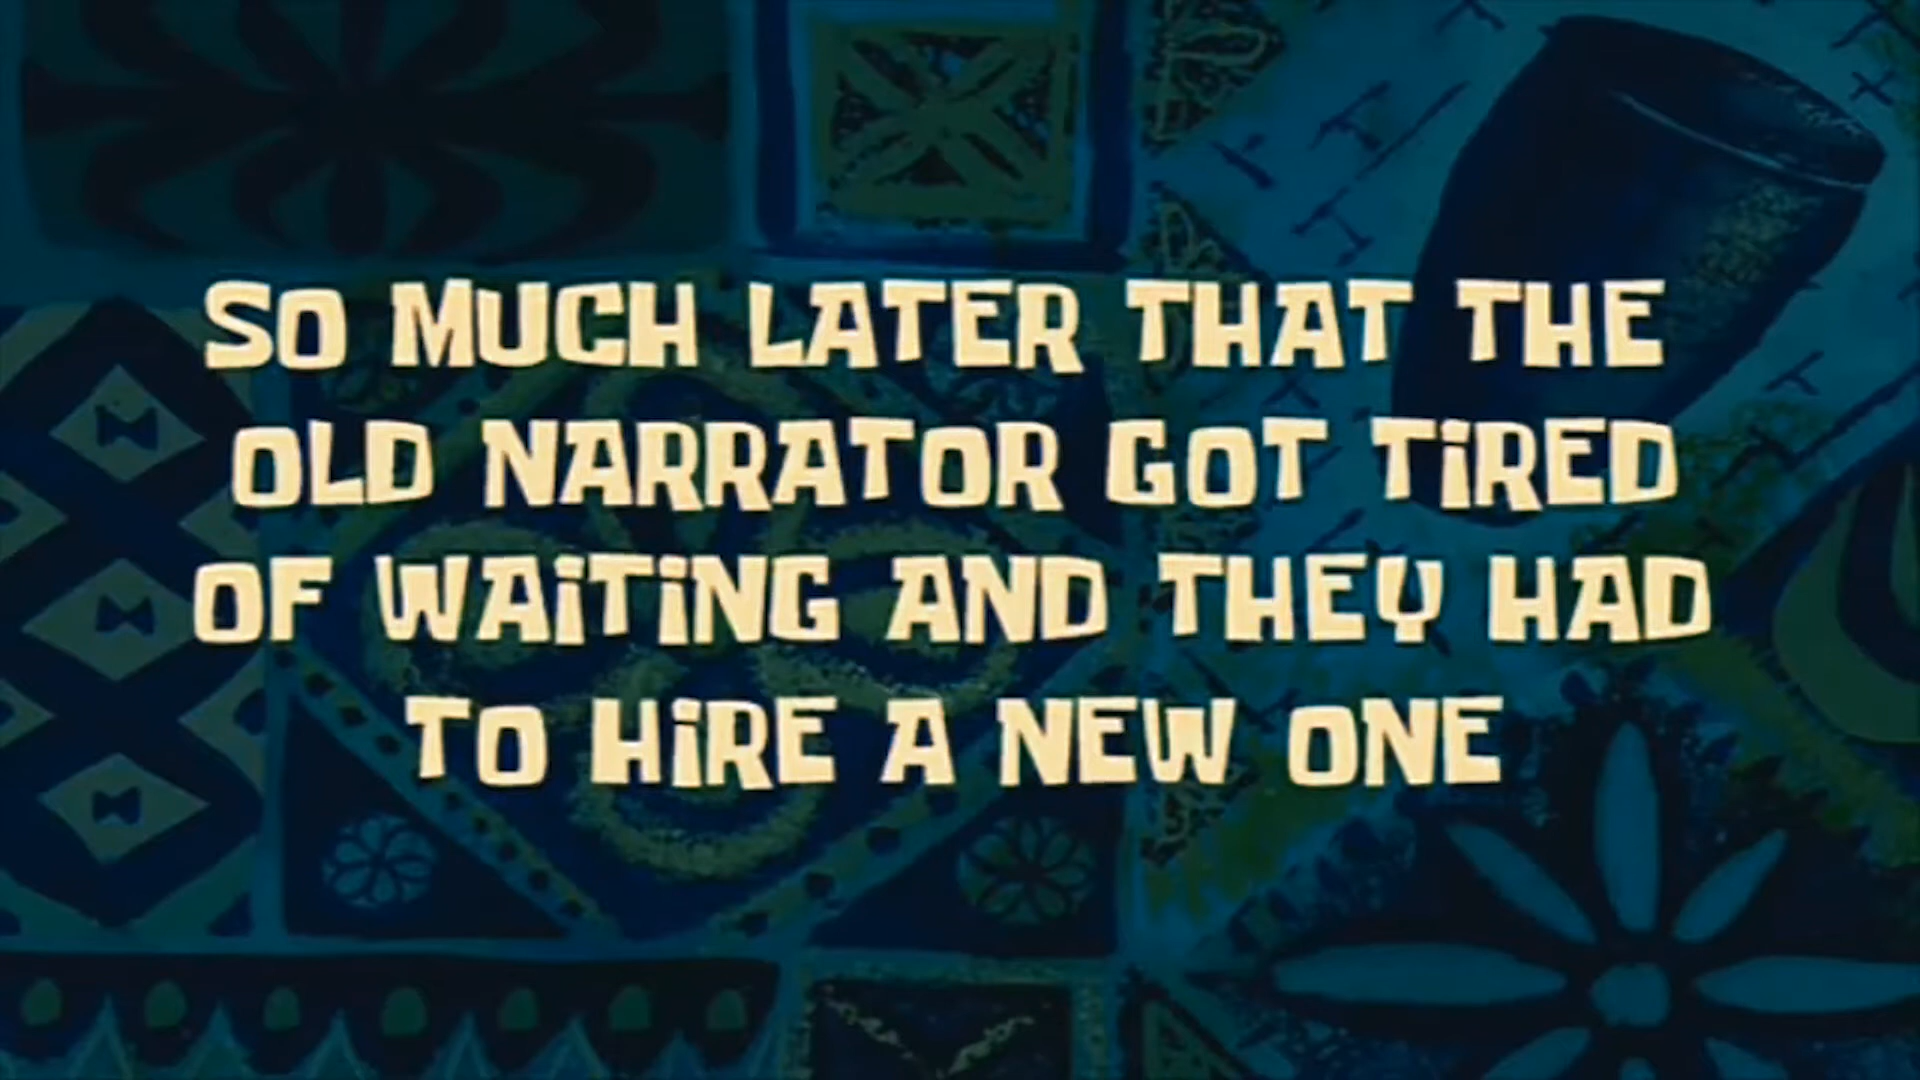 SO MUCH LATER THAT THE
OLD NARRATOR GOT TiRED
OF WAiTiNG AND THEY HAD
TO HiRE A NEW ONE